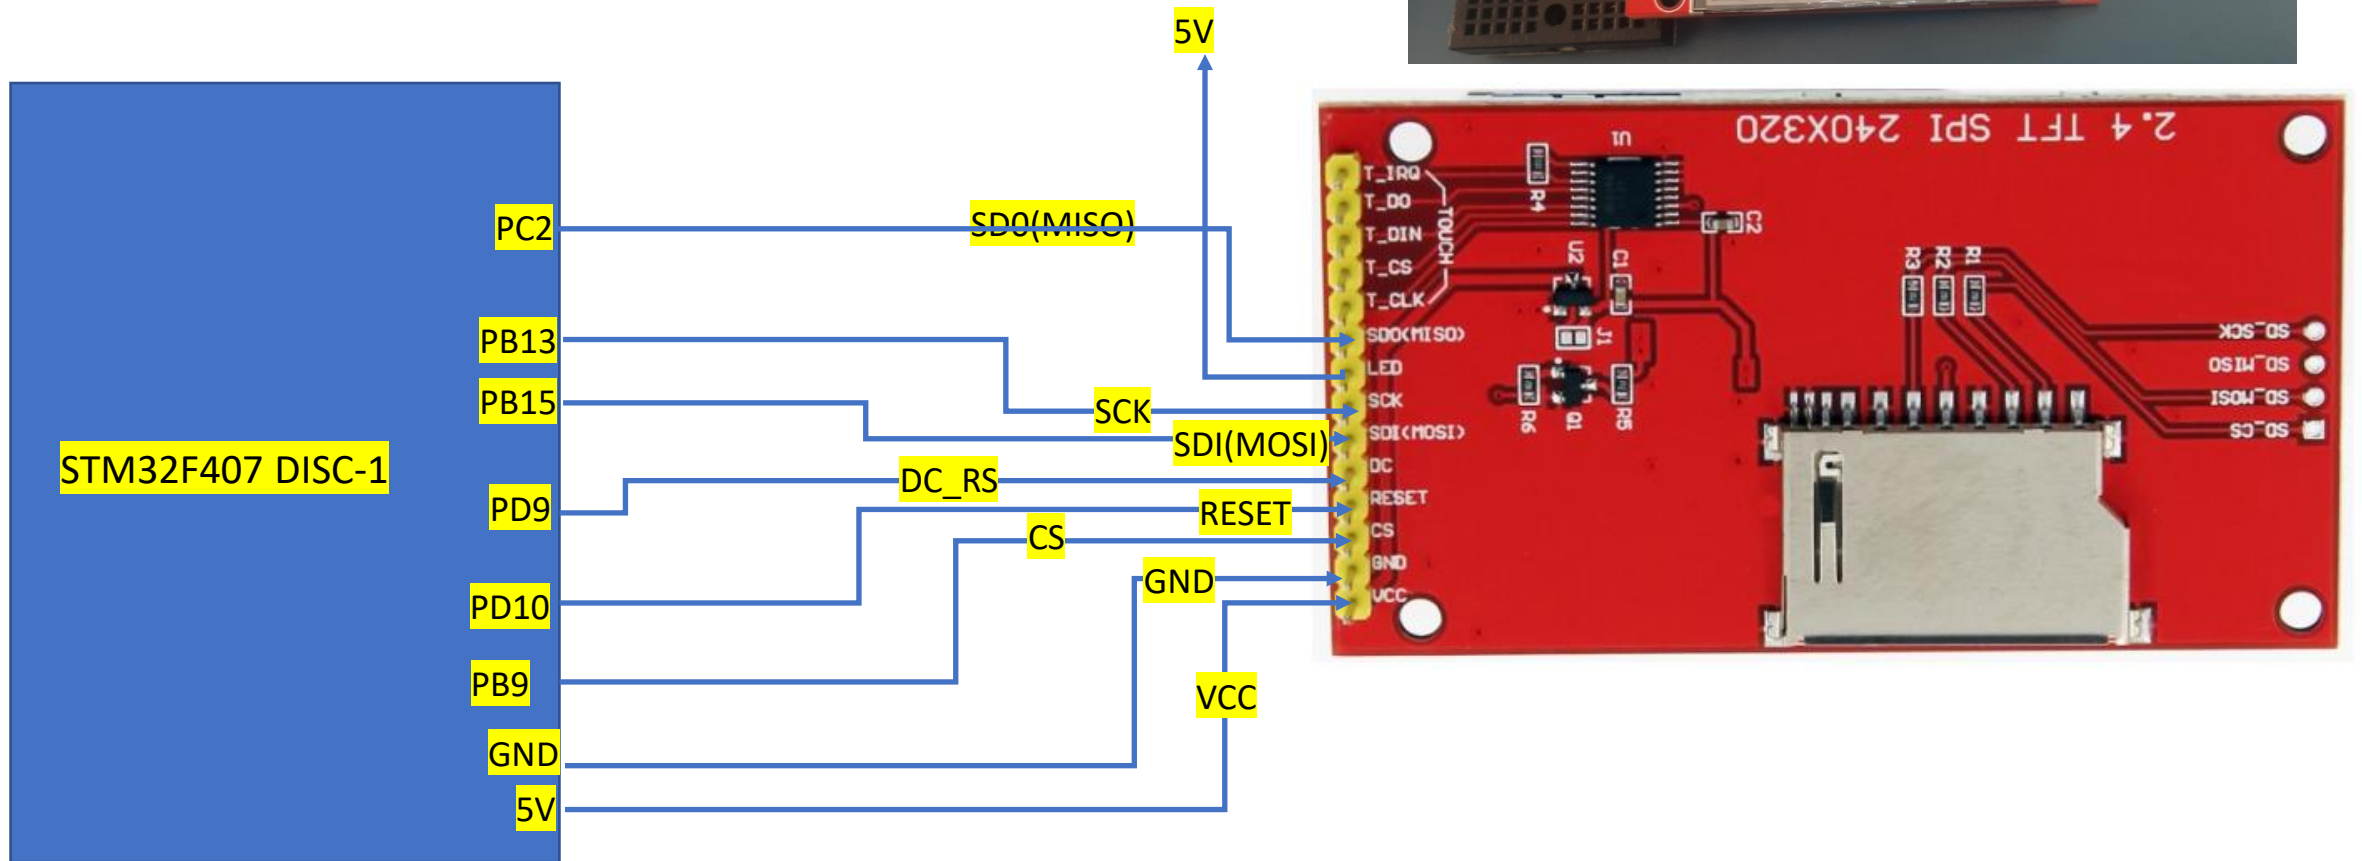 5V
PC2
SD0(MISO)
PB13
PB15
SCK
SDI(MOSI)
STM32F407 DISC-1
DC_RS
PD9
RESET
CS
GND
PD10
PB9
VCC
GND
5V
2.4 TFT SPI 240X320
U1
T_IRQ
T_DO
T_DIN
T_CS
T_CLK
TOUCH
R4
C2
U2
C1
J1
R3
R2
R1
SDO(MISO)
LED
SCK
SDI(MOSI)
DC
RESET
CS
GND
VCC
R6
Q1
R5
SD_SCK
SD_MISO
SD_MOSI
SD_CS